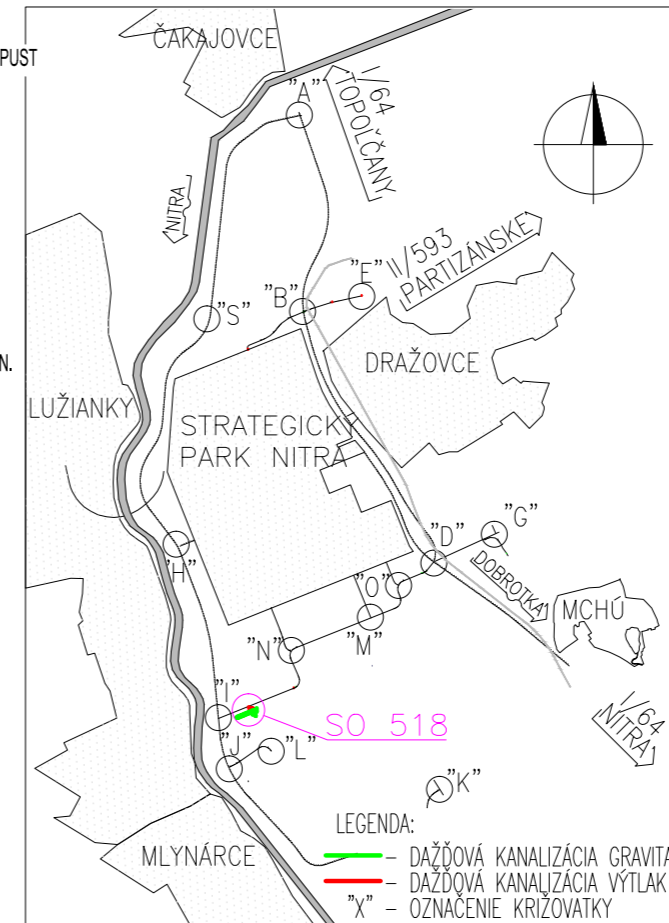 PUST
ČAKAJOVCE
"A"
I/64
TOPOĽČANY
NITRA
II/593
PARTIZÁNSKE
"E"
"B"
"S"
N.
DRAŽOVCE
LUŽIANKY
STRATEGICKÝ
PARK NITRA
"G"
"D"
"H"
DOBROTKA
"O"
MCHÚ
"M"
"N"
"I"
SO 518
I/64
NITRA
"J"
"L"
"K"
LEGENDA:
MLYNÁRCE
– DAŽĎOVÁ KANALIZÁCIA GRAVITA
– DAŽĎOVÁ KANALIZÁCIA VÝTLAK
"X" – OZNAČENIE KRIŽOVATKY